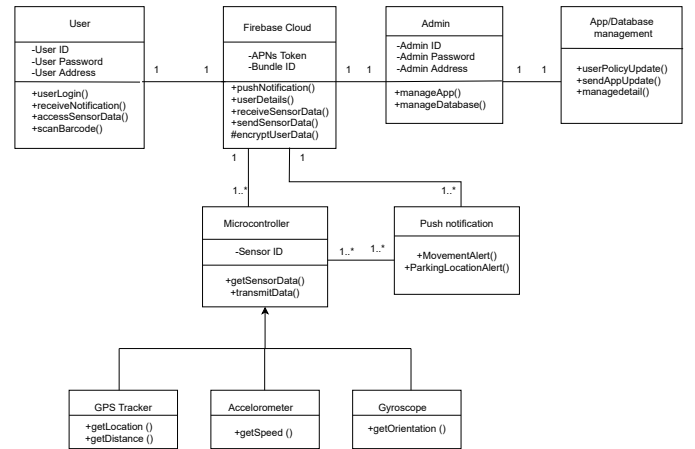 User
-User ID
-User Password
-User Address
+userLogin()
+receiveNotification()
+accessSensorData()
+scanBarcode()
1
1
Firebase Cloud
-APNs Token
-Bundle ID
+pushNotification()
+userDetails()
+receiveSensorData()
+sendSensorData()
#encryptUserData()
1
1
Admin
-Admin ID
-Admin Password
-Admin Address
+manageApp()
+manageDatabase()
1
1
App/Database
management
+userPolicyUpdate()
+sendAppUpdate()
+managedetail()
1
1
1..*
1..*
Microcontroller
-Sensor ID
+getSensorData()
+transmitData()
1..*
1..*
Push notification
+MovementAlert()
+ParkingLocationAlert()
GPS Tracker
+getLocation ()
+getDistance ()
Accelorometer
+getSpeed ()
Gyroscope
+getOrientation ()